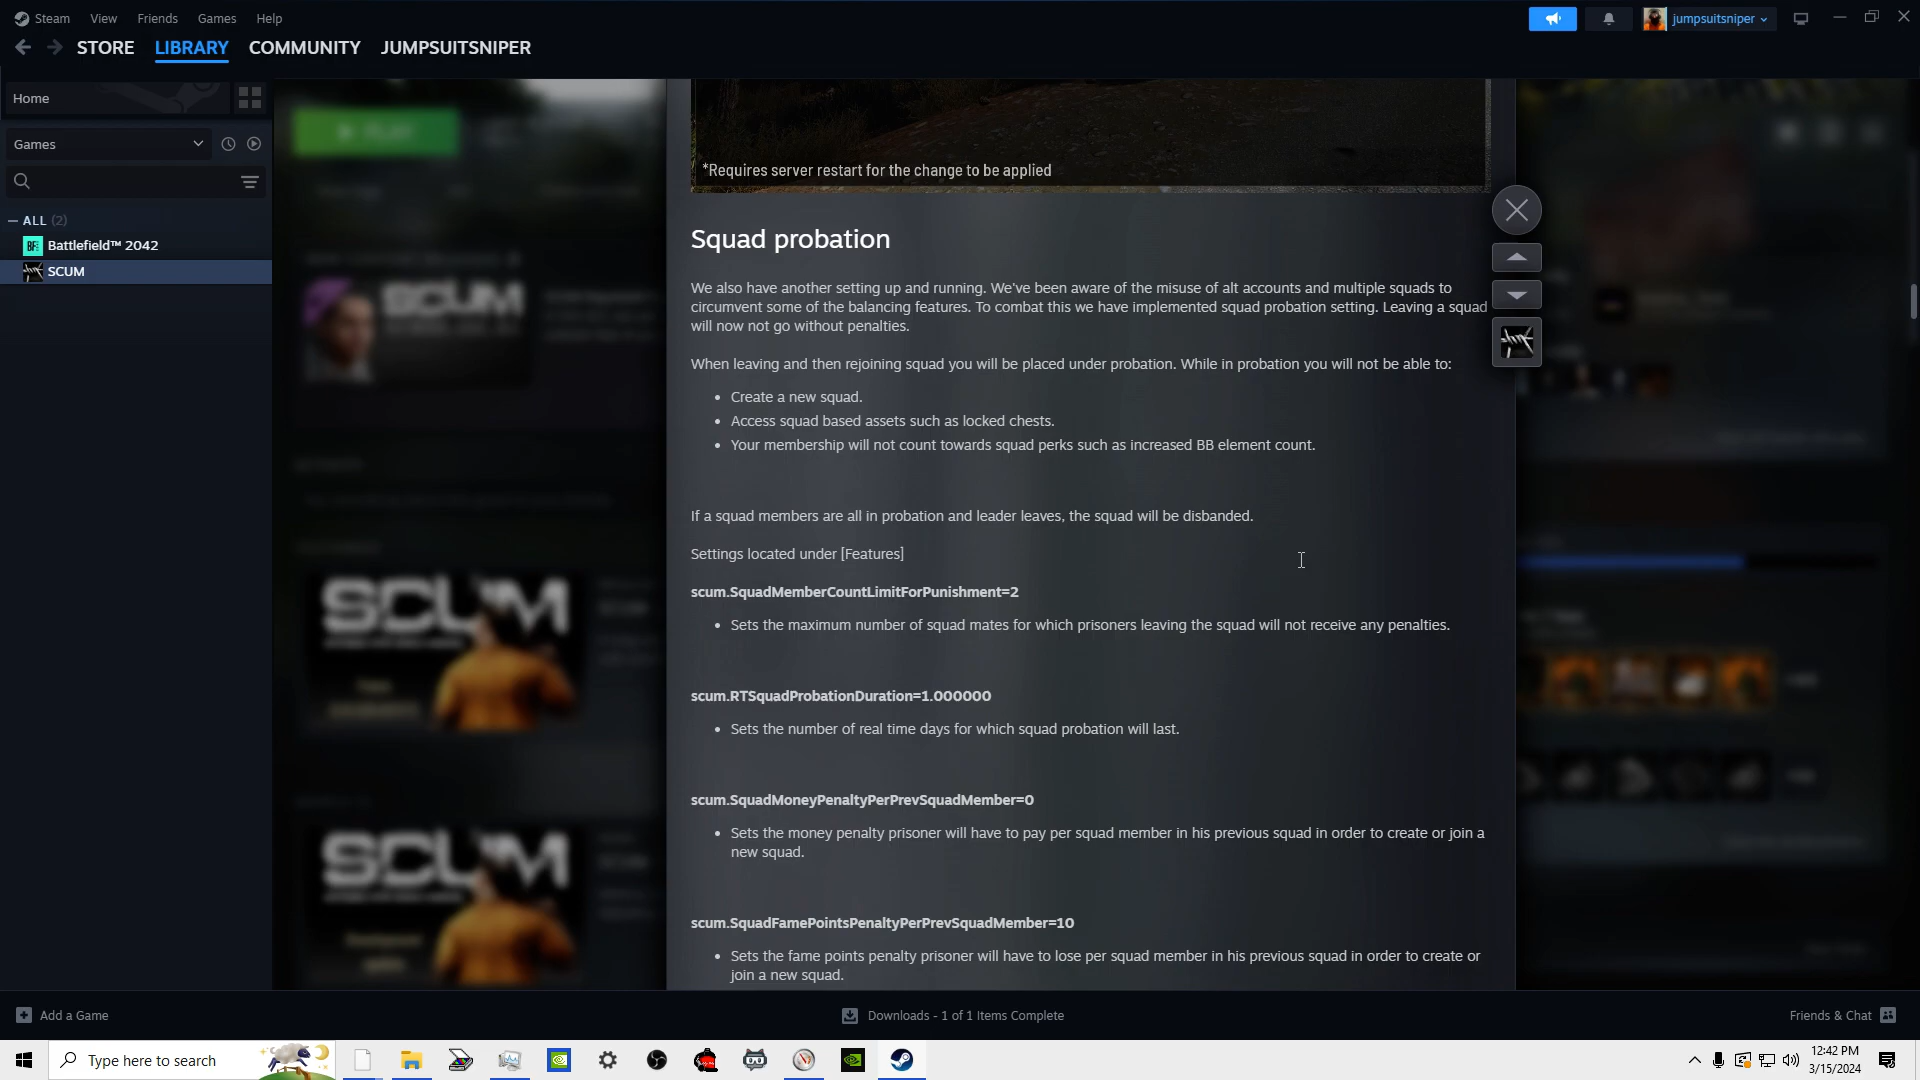 Steam View Friends Games Help
jumpsuitsniper
STORE LIBRARY COMMUNITY JUMPSUITSNIPER
Home
Games
ALL (2)
Battlefield™ 2042
SCUM
PLAY
*Requires server restart for the change to be applied
Squad probation
We also have another setting up and running. We've been aware of the misuse of alt accounts and multiple squads to
circumvent some of the balancing features. To combat this we have implemented squad probation setting. Leaving a squad
will now not go without penalties.
When leaving and then rejoining squad you will be placed under probation. While in probation you will not be able to:
• Create a new squad.
• Access squad based assets such as locked chests.
• Your membership will not count towards squad perks such as increased BB element count.
If a squad members are all in probation and leader leaves, the squad will be disbanded.
Settings located under [Features]
scum.SquadMemberCountLimitForPunishment=2
• Sets the maximum number of squad mates for which prisoners leaving the squad will not receive any penalties.
scum.RTSquadProbationDuration=1.000000
• Sets the number of real time days for which squad probation will last.
scum.SquadMoneyPenaltyPerPrevSquadMember=0
• Sets the money penalty prisoner will have to pay per squad member in his previous squad in order to create or join a
new squad.
scum.SquadFamePointsPenaltyPerPrevSquadMember=10
• Sets the fame points penalty prisoner will have to lose per squad member in his previous squad in order to create or
join a new squad.
SCUM
SCUM
SCUM
Add a Game
Downloads - 1 of 1 Items Complete
Friends & Chat
Type here to search
12:42 PM
3/15/2024